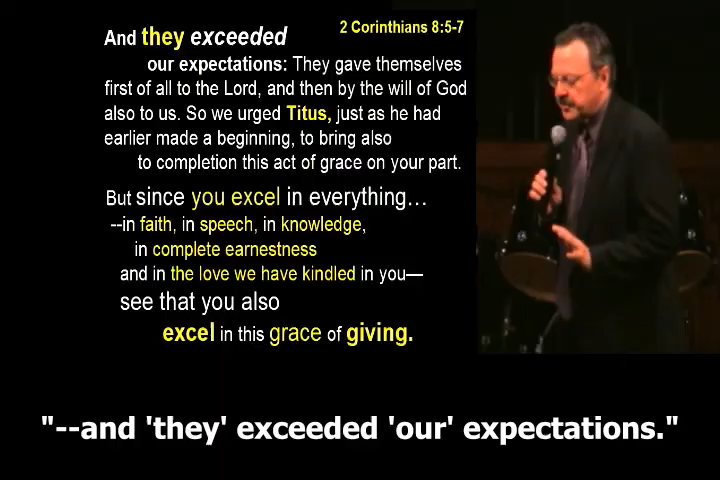 2 Corinthians 8:5-7
And they exceeded
our expectations: They gave themselves
first of all to the Lord, and then by the will of God
also to us. So we urged Titus, just as he had
earlier made a beginning, to bring also
to completion this act of grace on your part.
But since you excel in everything…
--in faith, in speech, in knowledge,
in complete earnestness
and in the love we have kindled in you—
see that you also
excel in this grace of giving.
"--and 'they' exceeded 'our' expectations."